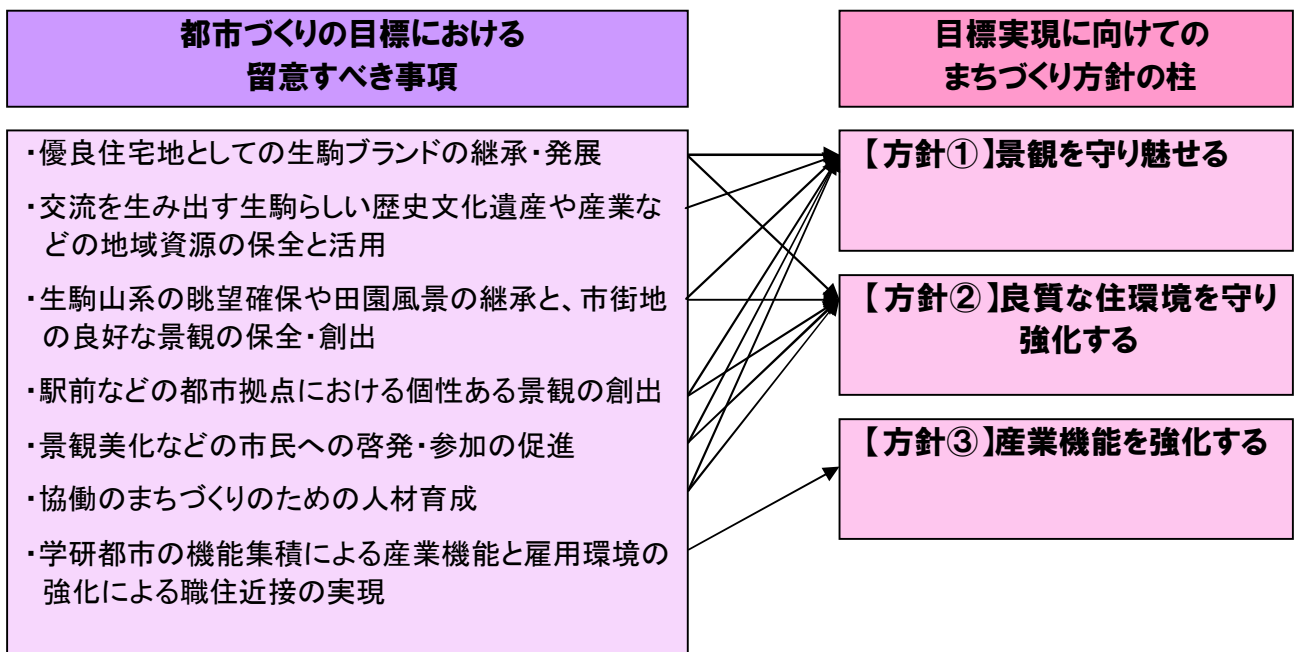 都市づくりの目標における
留意すべき事項
・優良住宅地としての生駒ブランドの継承・発展
・交流を生み出す生駒らしい歴史文化遺産や産業な
どの地域資源の保全と活用
・生駒山系の眺望確保や田園風景の継承と、市街地
の良好な景観の保全・創出
・駅前などの都市拠点における個性ある景観の創出
・景観美化などの市民への啓発・参加の促進
・協働のまちづくりのための人材育成
・学研都市の機能集積による産業機能と雇用環境の
強化による職住近接の実現
目標実現に向けての
まちづくり方針の柱
【方針①】景観を守り魅せる
【方針②】良質な住環境を守り
強化する
【方針③】産業機能を強化する